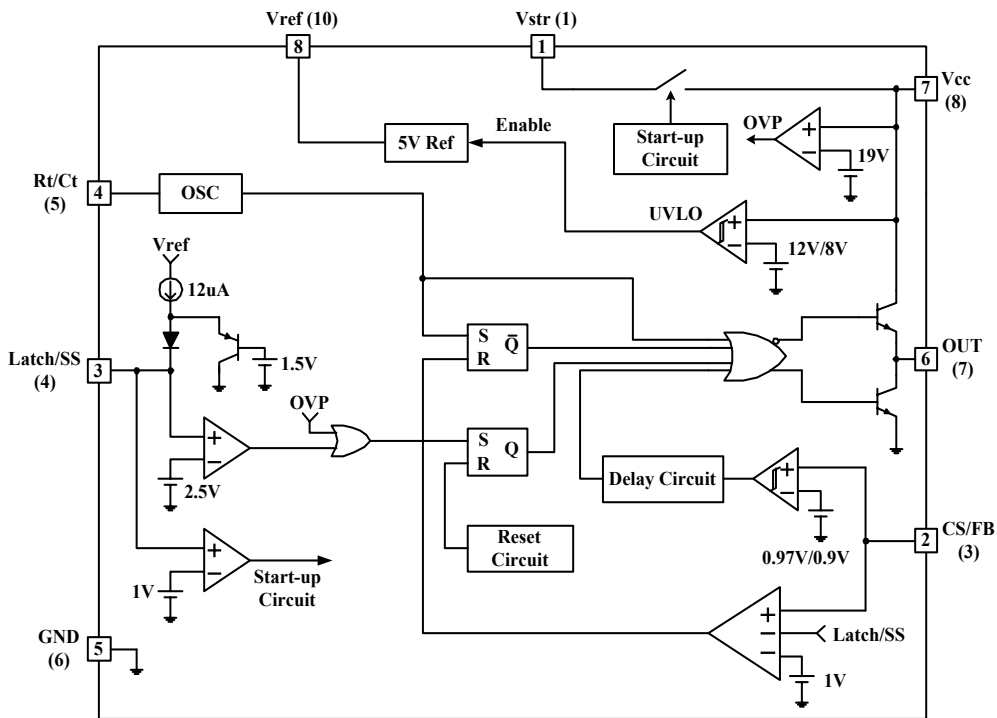 Vref (10)
Vstr (1)
8
1
7
Vcc
(8)
5V Ref
Enable
Start-up
Circuit
OVP
+
−
19V
Rt/Ct
(5)
4
OSC
UVLO
+
−
12V/8V
Vref
12uA
1.5V
Latch/SS
(4)
3
S
R
Q̅
OUT
(7)
6
OVP
S
R
Q
+
−
2.5V
Delay Circuit
+
−
0.97V/0.9V
CS/FB
(3)
2
Reset
Circuit
+
−
1V
Start-up
Circuit
GND
(6)
5
+
−
−
Latch/SS
1V